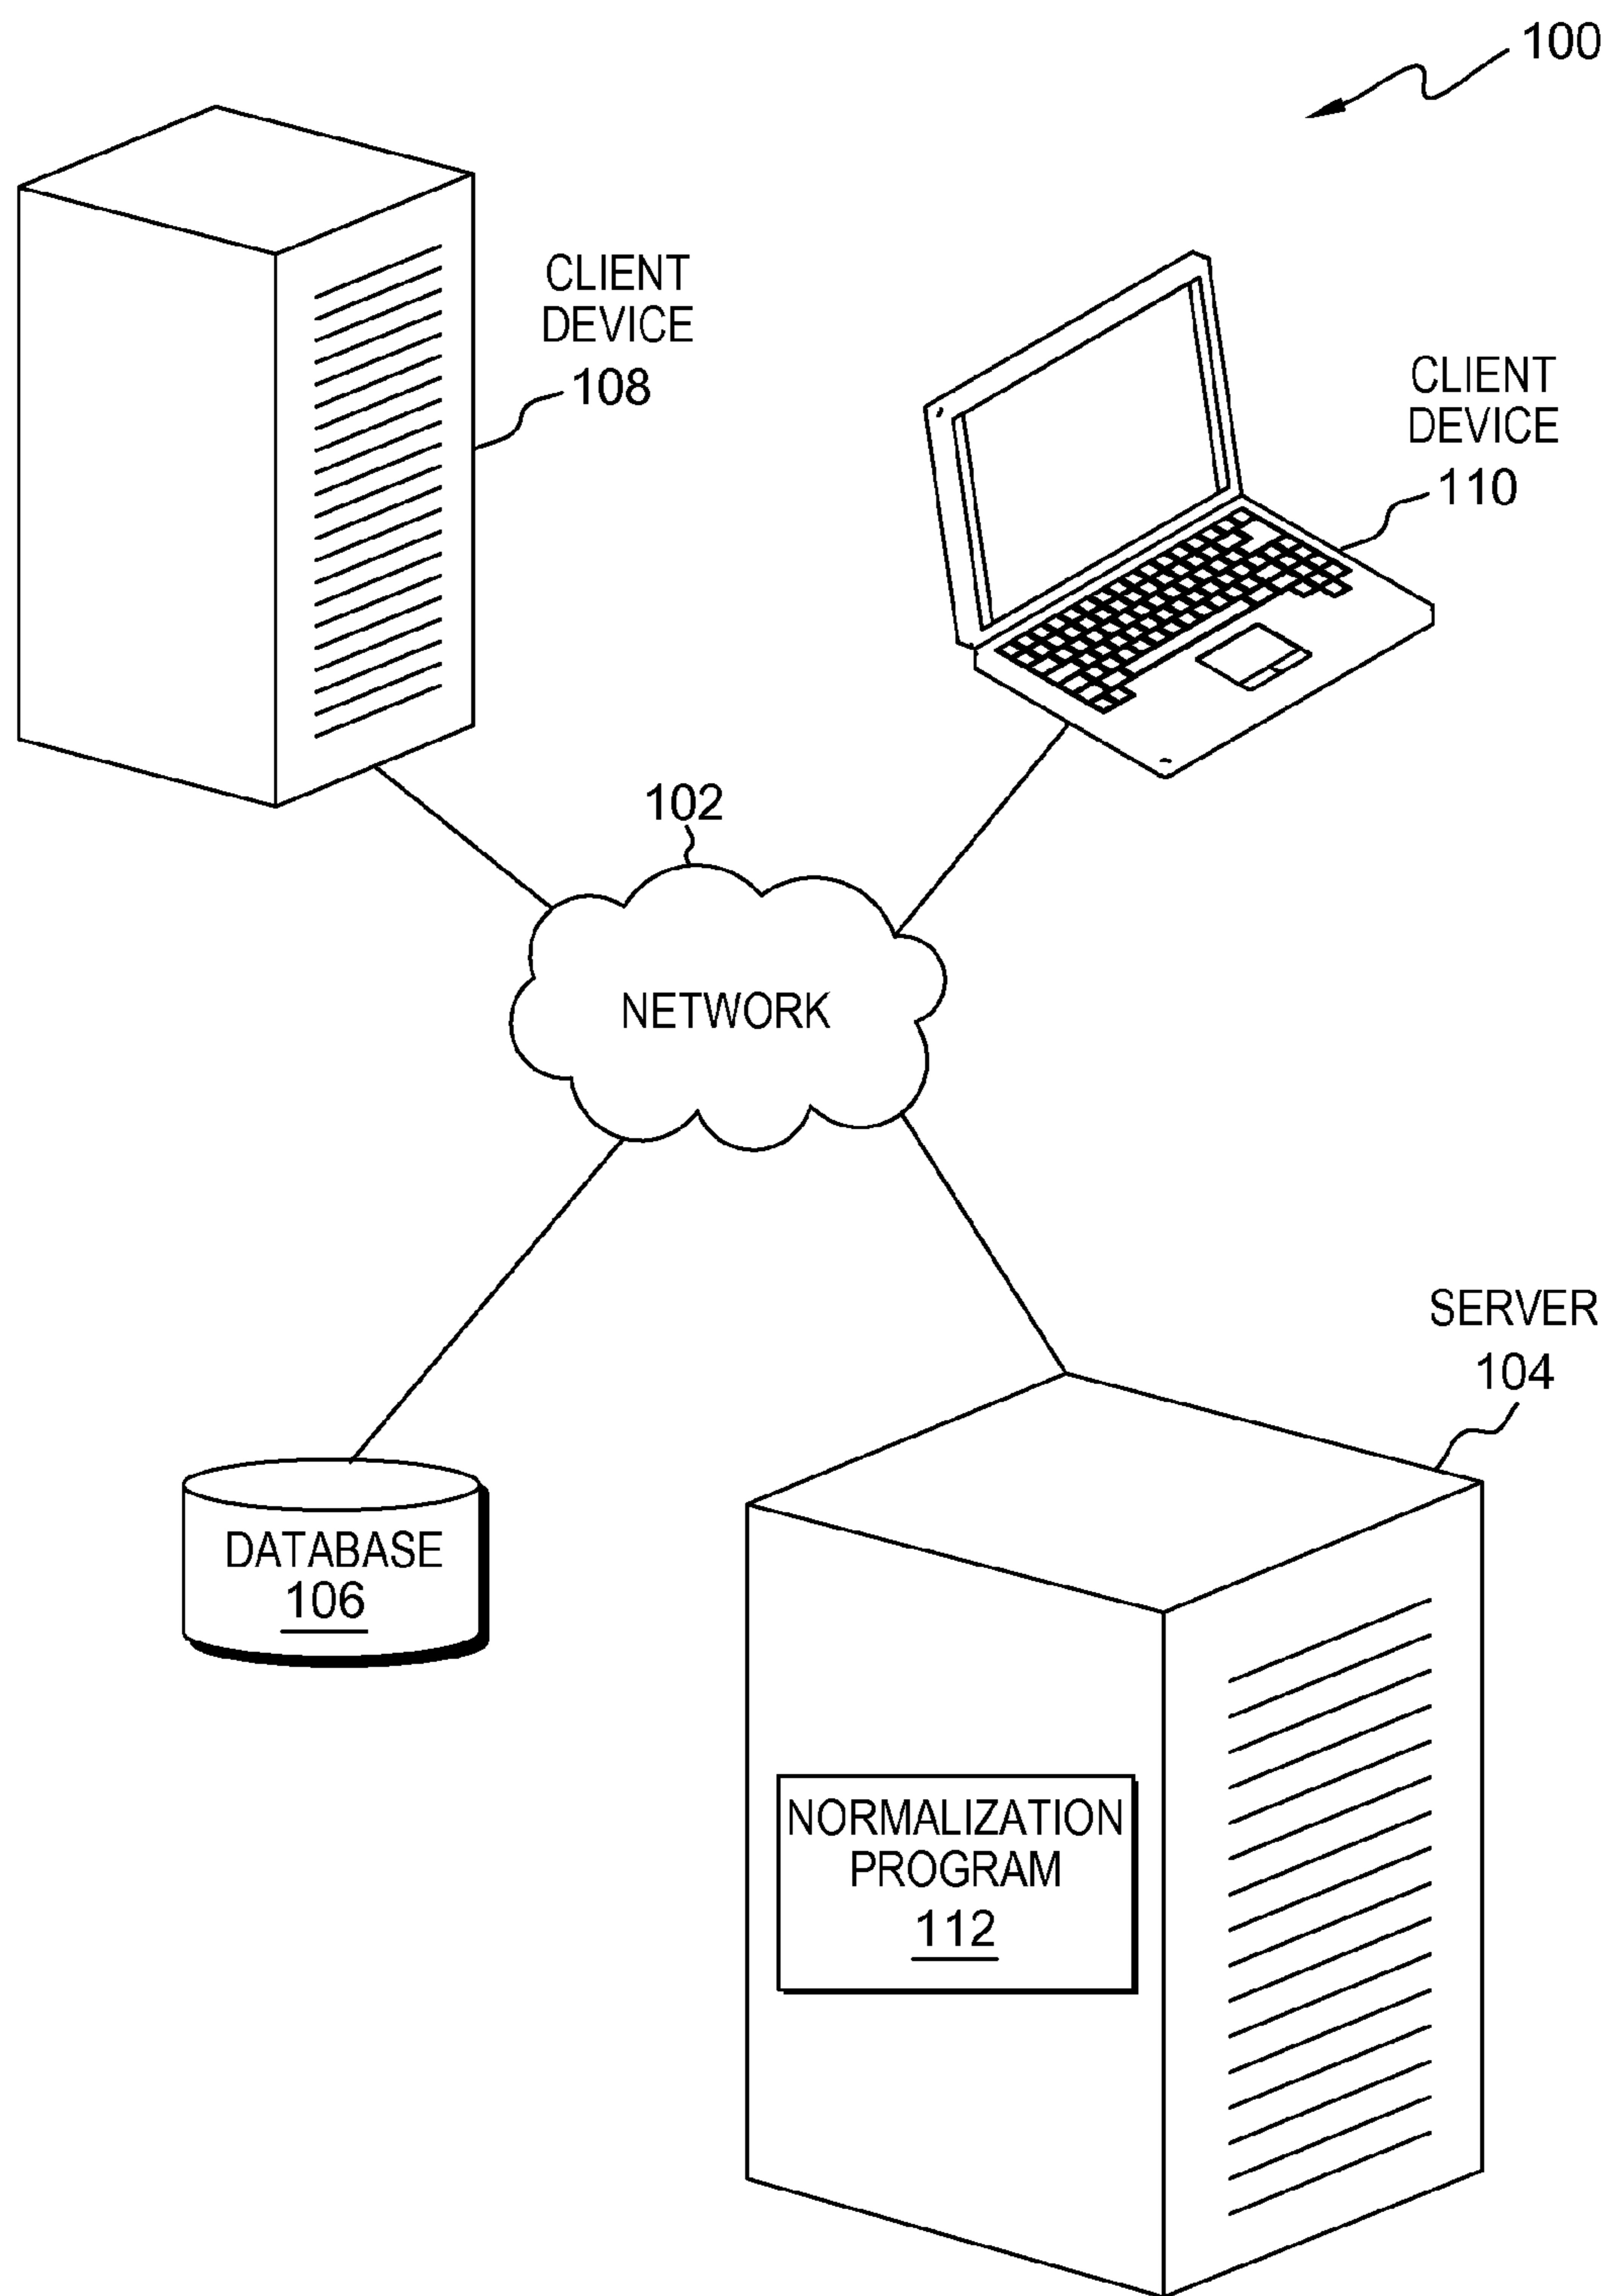 100
CLIENT
DEVICE
108
CLIENT
DEVICE
110
102
NETWORK
SERVER
104
DATABASE
106
NORMALIZATION
PROGRAM
112